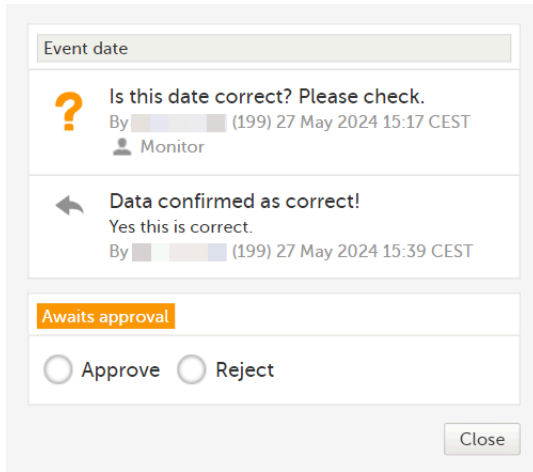 Event date
? Is this date correct? Please check.
By (199) 27 May 2024 15:17 CEST
Monitor
Data confirmed as correct!
Yes this is correct.
By (199) 27 May 2024 15:39 CEST
Awaits approval
Approve Reject
Close